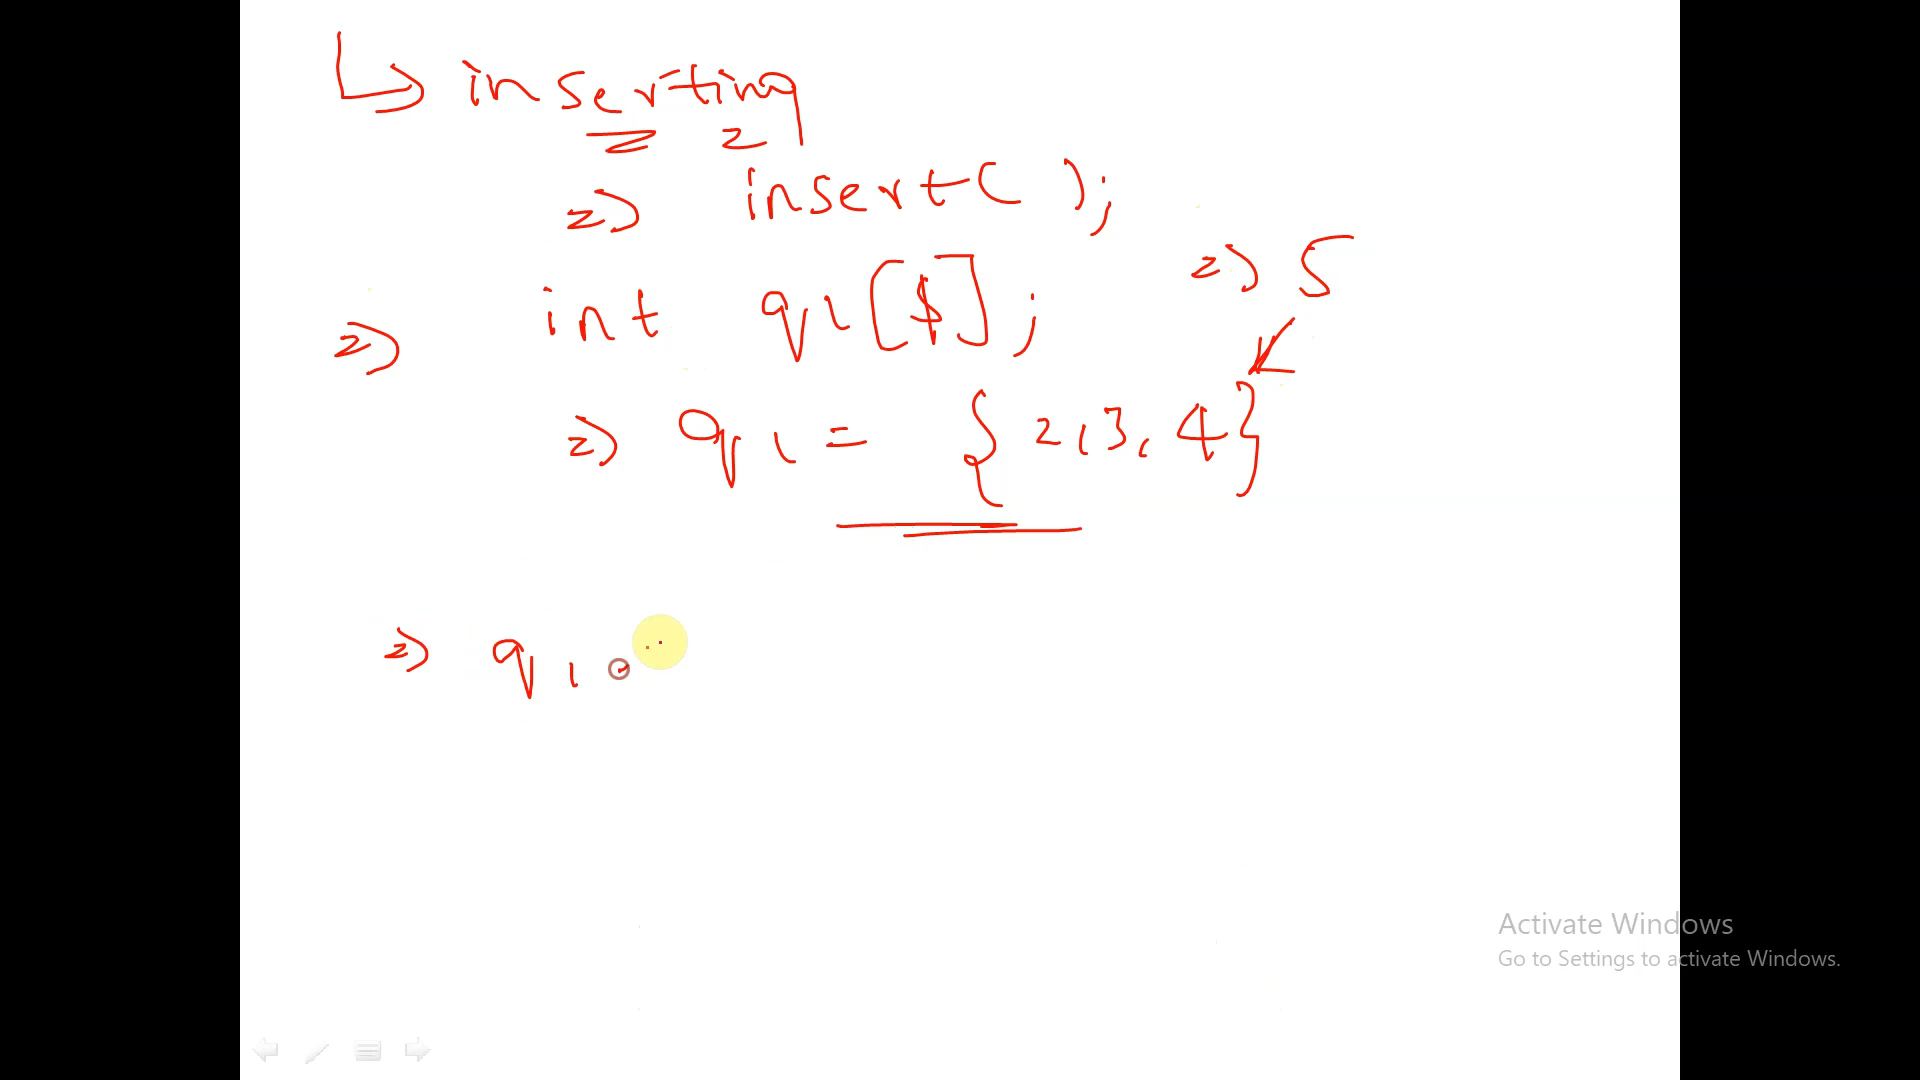 ↳ inserting
=) insert( );
=) int q1[$]; =) 5
=) q1 = {2,3,4}
=) q1.
Activate Windows
Go to Settings to activate Windows.